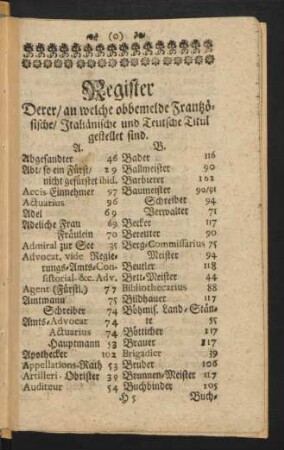 (0)
Register
Derer/ an welche obbemelde Frantzö-
sische/ Italiänische und Teutsche Titul
gestellet sind.
A.
Abgesandter 46
Abt/ so ein Fürst/ 29
nicht gefürstet ibid.
Accis-Einnehmer 97
Actuarius 96
Adel 69
Adeliche Frau 69
Fräulein 70
Admiral zur See 35
Advocat, vide Regie-
rungs-Amts-Con-
sistorial-&c. Adv.
Agent (Fürstl.) 77
Amtmann 75
Schreiber 74
Amts-Advocat 74
Actuarius 74
Hauptmann 53
Apothecker 102
Appellations-Rath 53
Artilleri-Obrister 39
Auditeur 54
B.
Bader 116
Ballmeister 90
Barbierer 102
Baumeister 90/91
Schreiber 94
Verwalter 71
Becker 117
Bereitter 90
Berg-Commissarius 75
Meister 94
Beutler 118
Bett-Meister 44
Bibliothecarius 88
Bildhauer 117
Böhmis. Land-Stän-
te 55
Bötticher 117
Brauer 117
Brigadier 39
Bruder 106
Brunnen-Meister 117
Buchbinder 105
H 5 Buch-